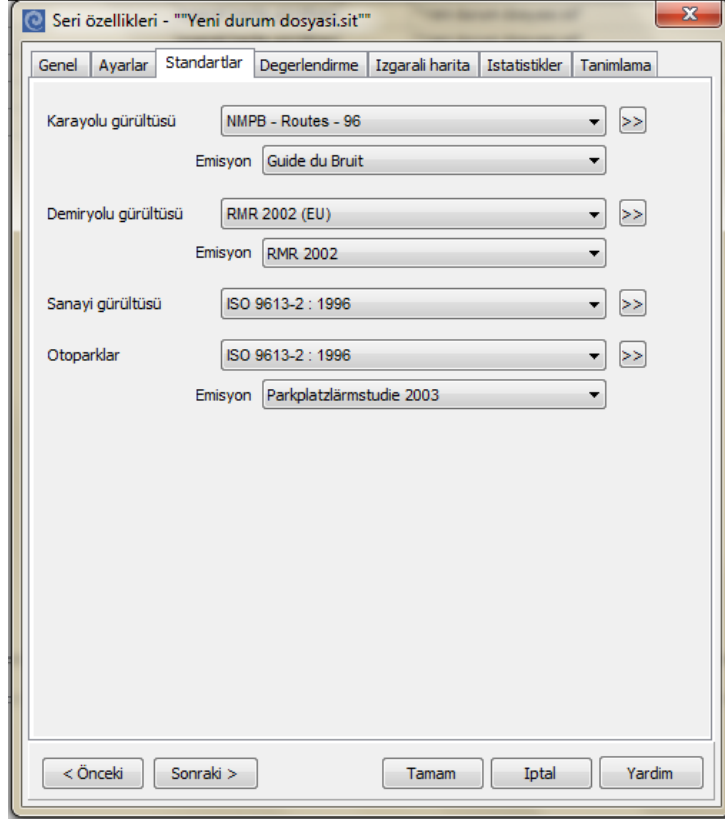 Seri özellikleri - ""Yeni durum dosyasi.sit""
x
Genel Ayarlar Standartlar Degerlendirme Izgarali harita Istatistikler Tanimlama
Karayolu gürültüsü NMPB - Routes - 96 >>
Emisyon Guide du Bruit
Demiryolu gürültüsü RMR 2002 (EU) >>
Emisyon RMR 2002
Sanayi gürültüsü ISO 9613-2 : 1996 >>
Otoparklar ISO 9613-2 : 1996 >>
Emisyon Parkplatzlärmstudie 2003
< Önceki Sonraki > Tamam Iptal Yardim